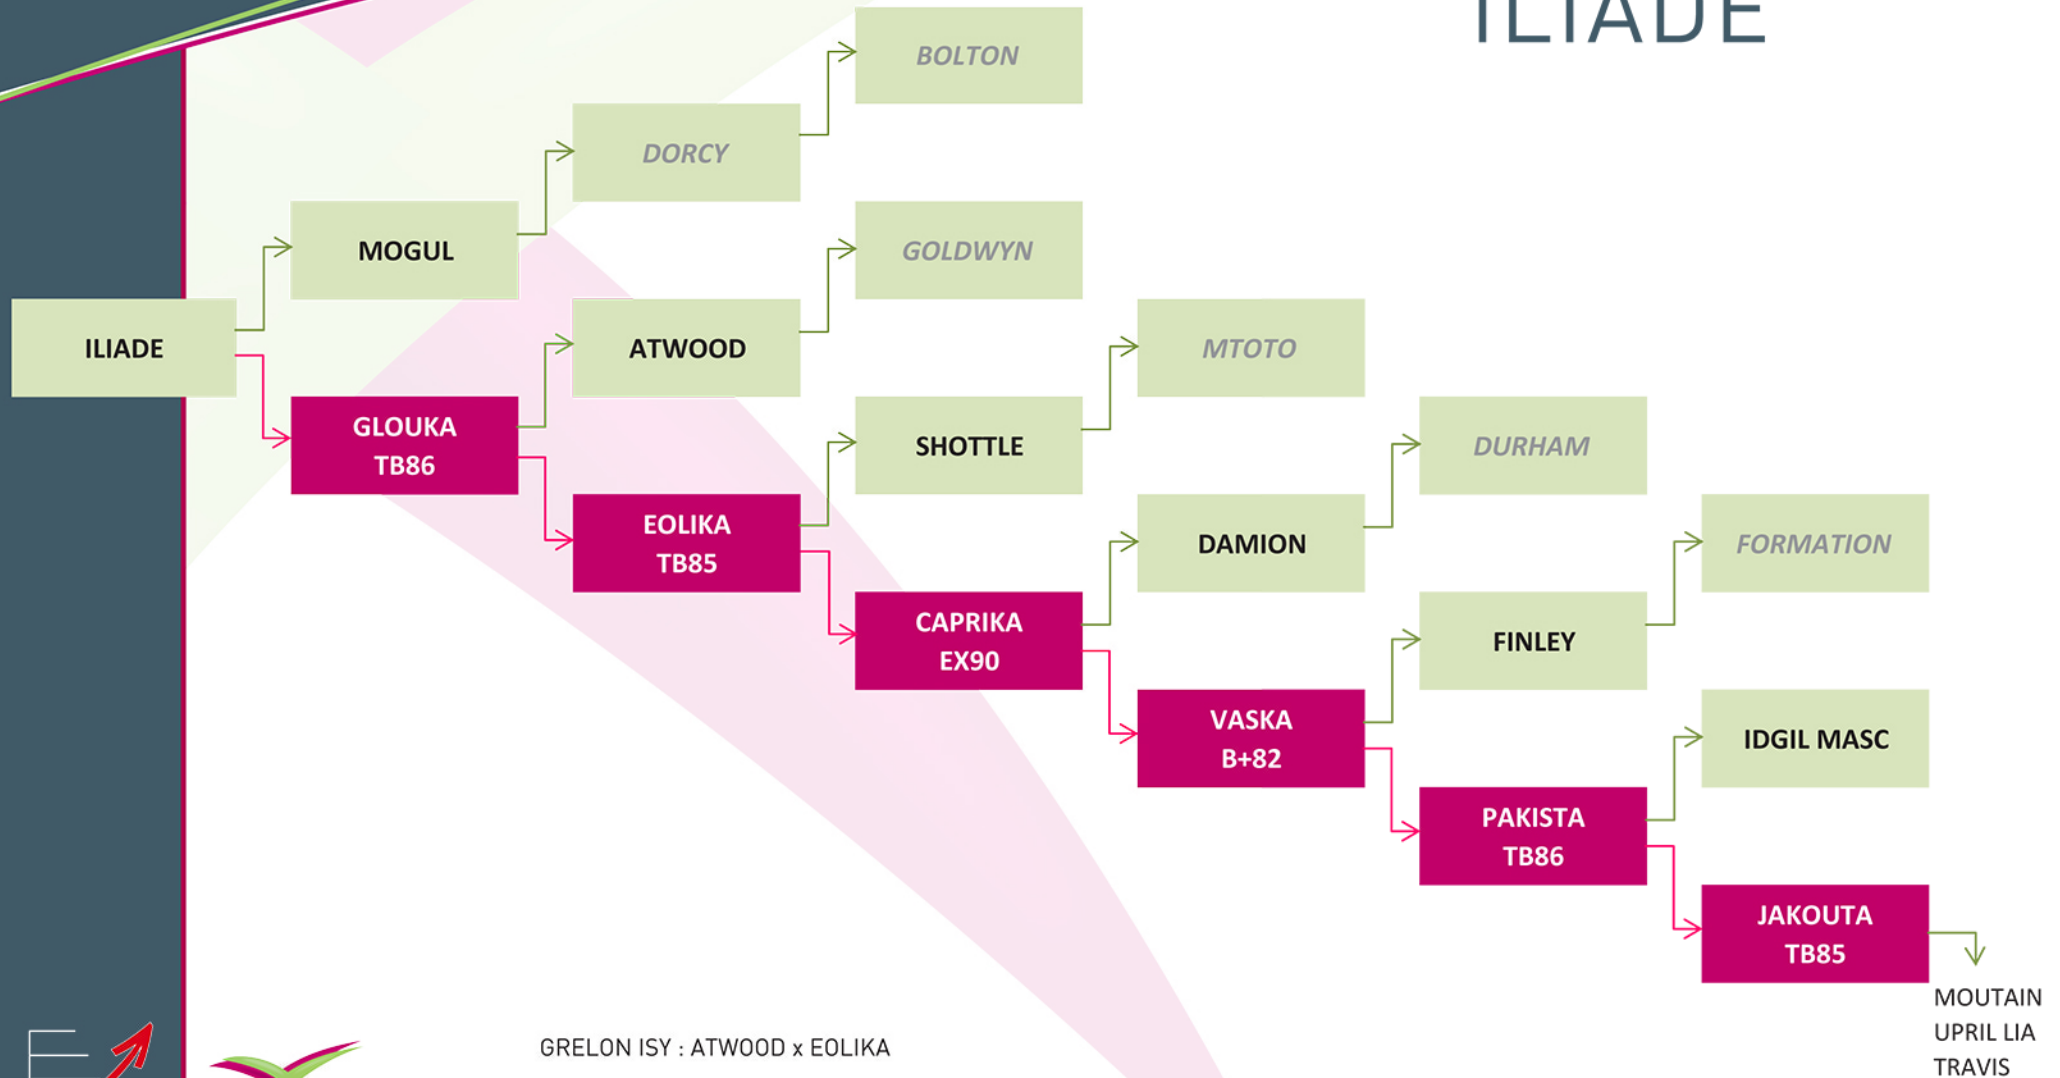 ILIADE
BOLTON
DORCY
MOGUL
GOLDWYN
ILIADE
ATWOOD
MTOTO
GLOUKA
TB86
SHOTTLE
DURHAM
EOLIKA
TB85
DAMION
FORMATION
CAPRIKA
EX90
FINLEY
VASKA
B+82
IDGIL MASC
PAKISTA
TB86
JAKOUTA
TB85
MOUTAIN
UPRIL LIA
TRAVIS
GRELON ISY : ATWOOD x EOLIKA